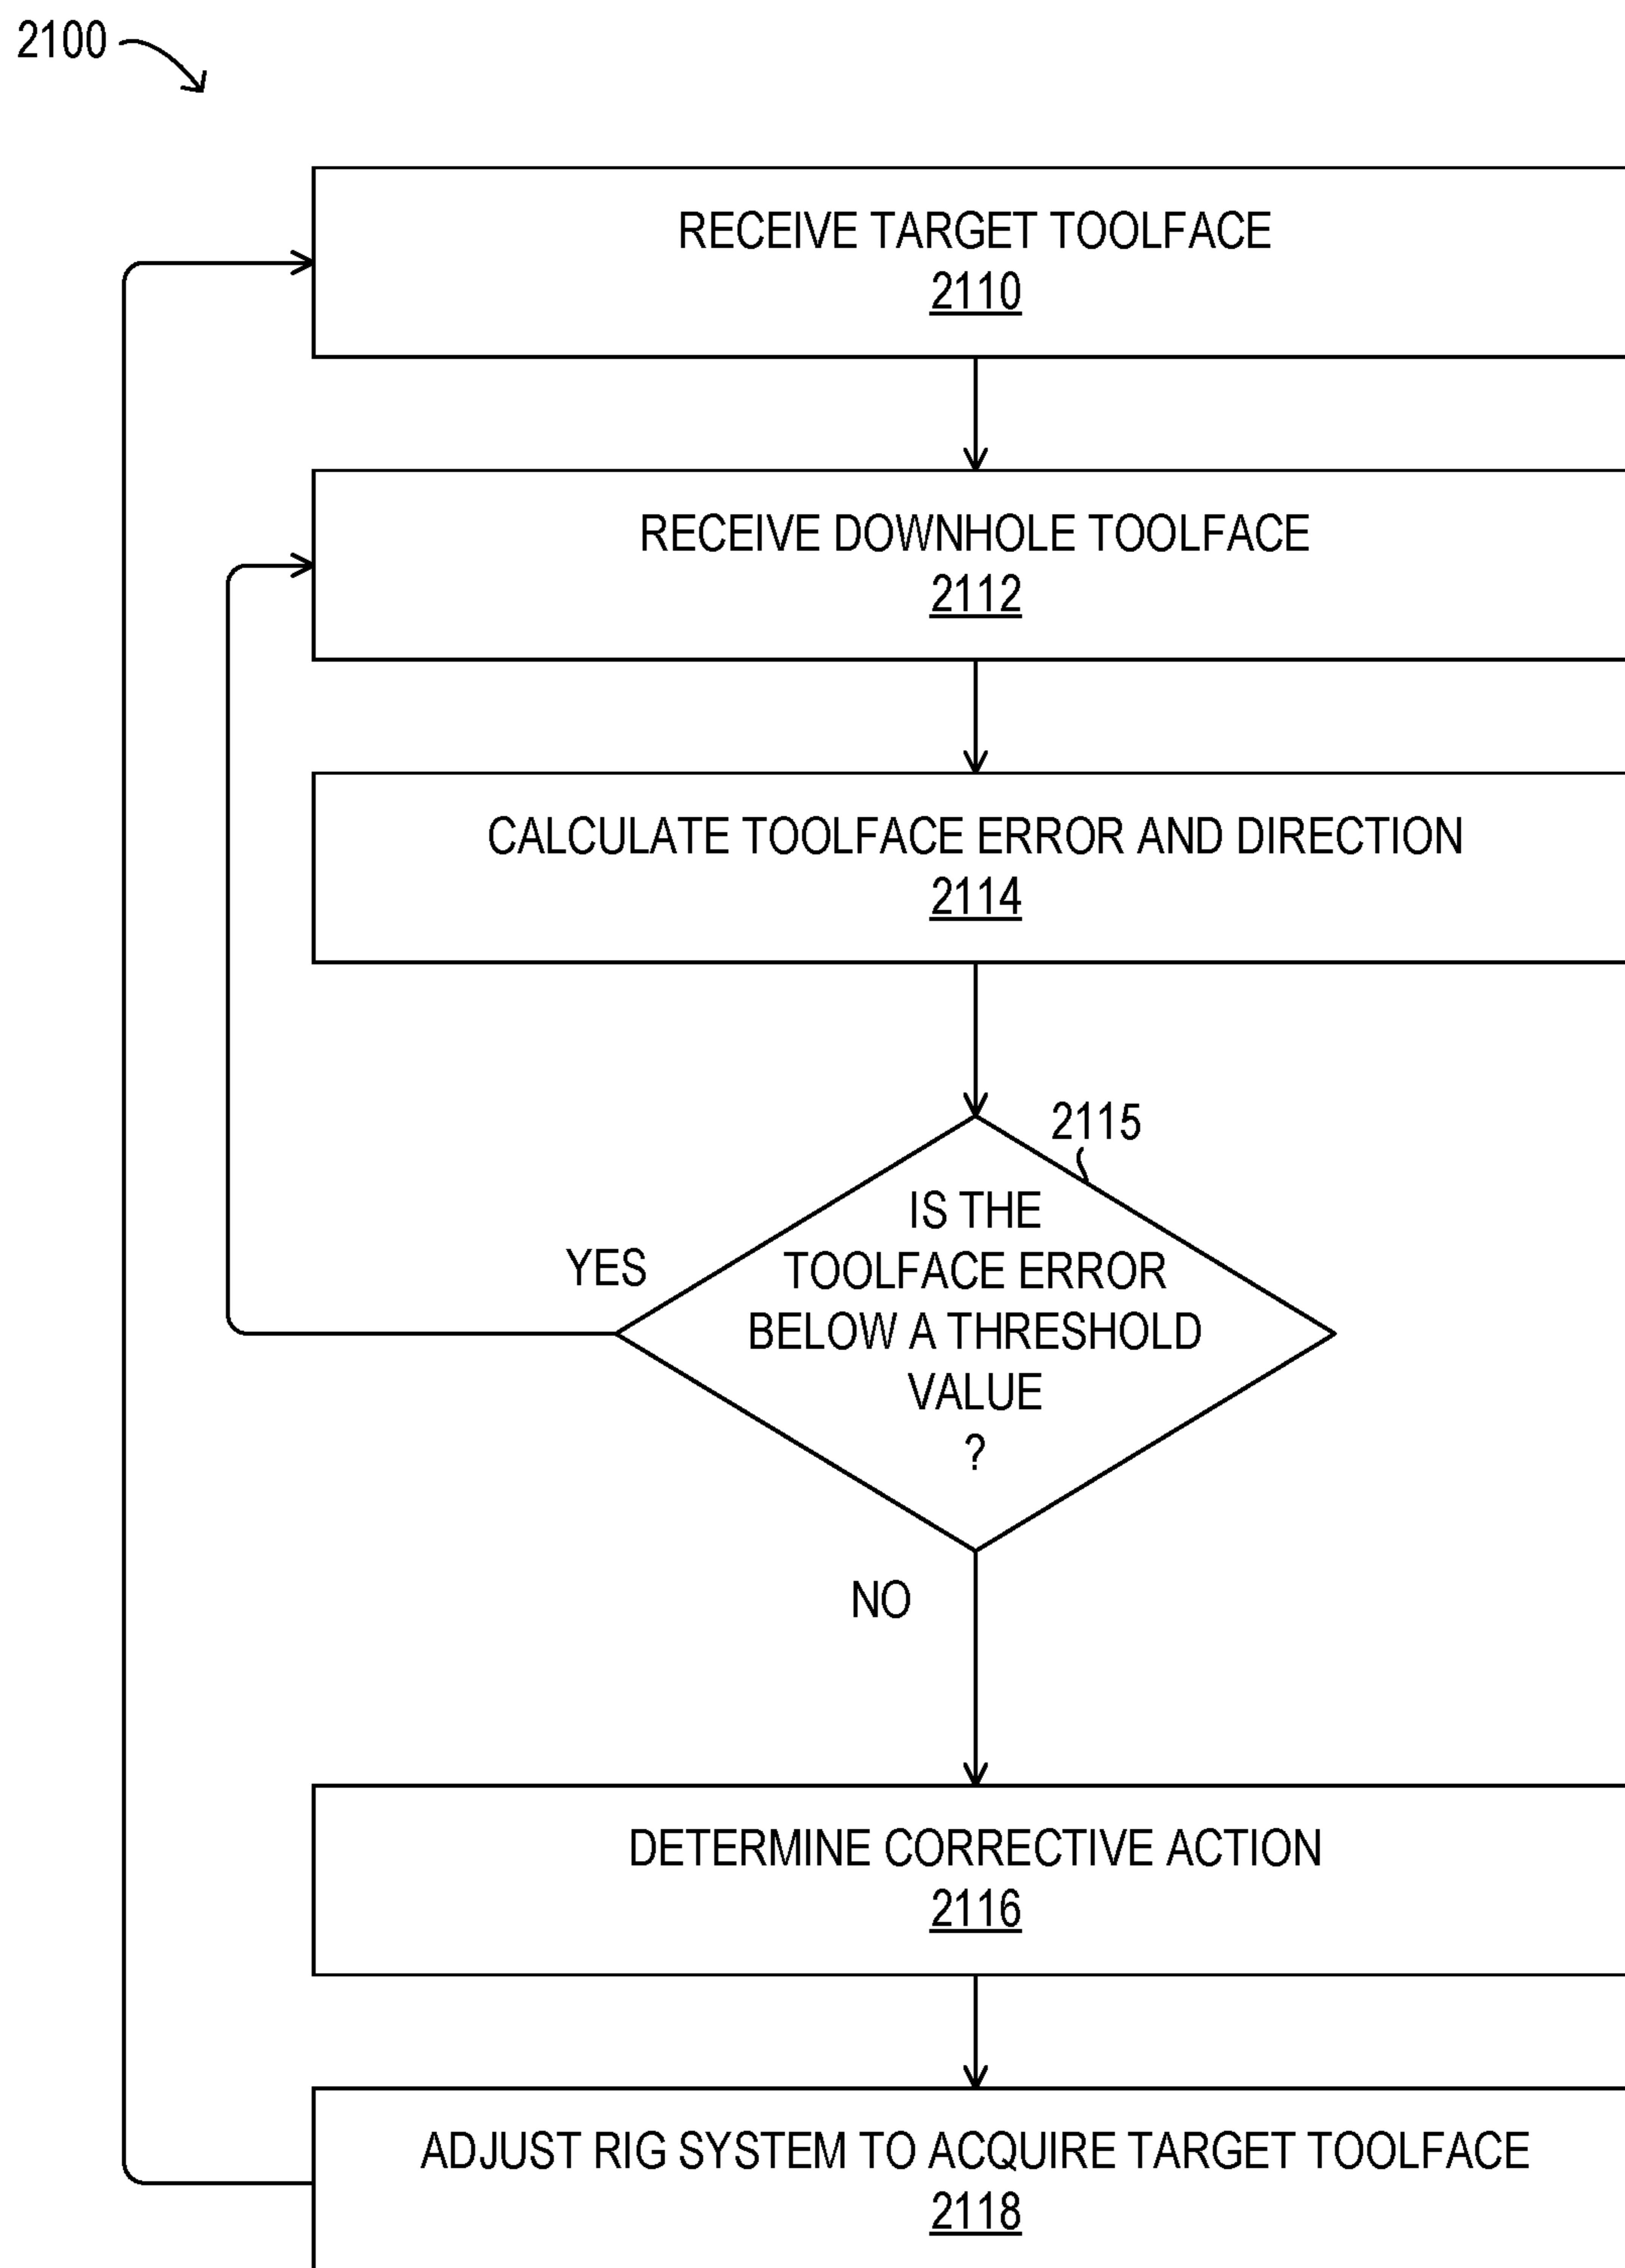 2100
RECEIVE TARGET TOOLFACE
2110
RECEIVE DOWNHOLE TOOLFACE
2112
CALCULATE TOOLFACE ERROR AND DIRECTION
2114
2115
IS THE
TOOLFACE ERROR
BELOW A THRESHOLD
VALUE
?
YES
NO
DETERMINE CORRECTIVE ACTION
2116
ADJUST RIG SYSTEM TO ACQUIRE TARGET TOOLFACE
2118